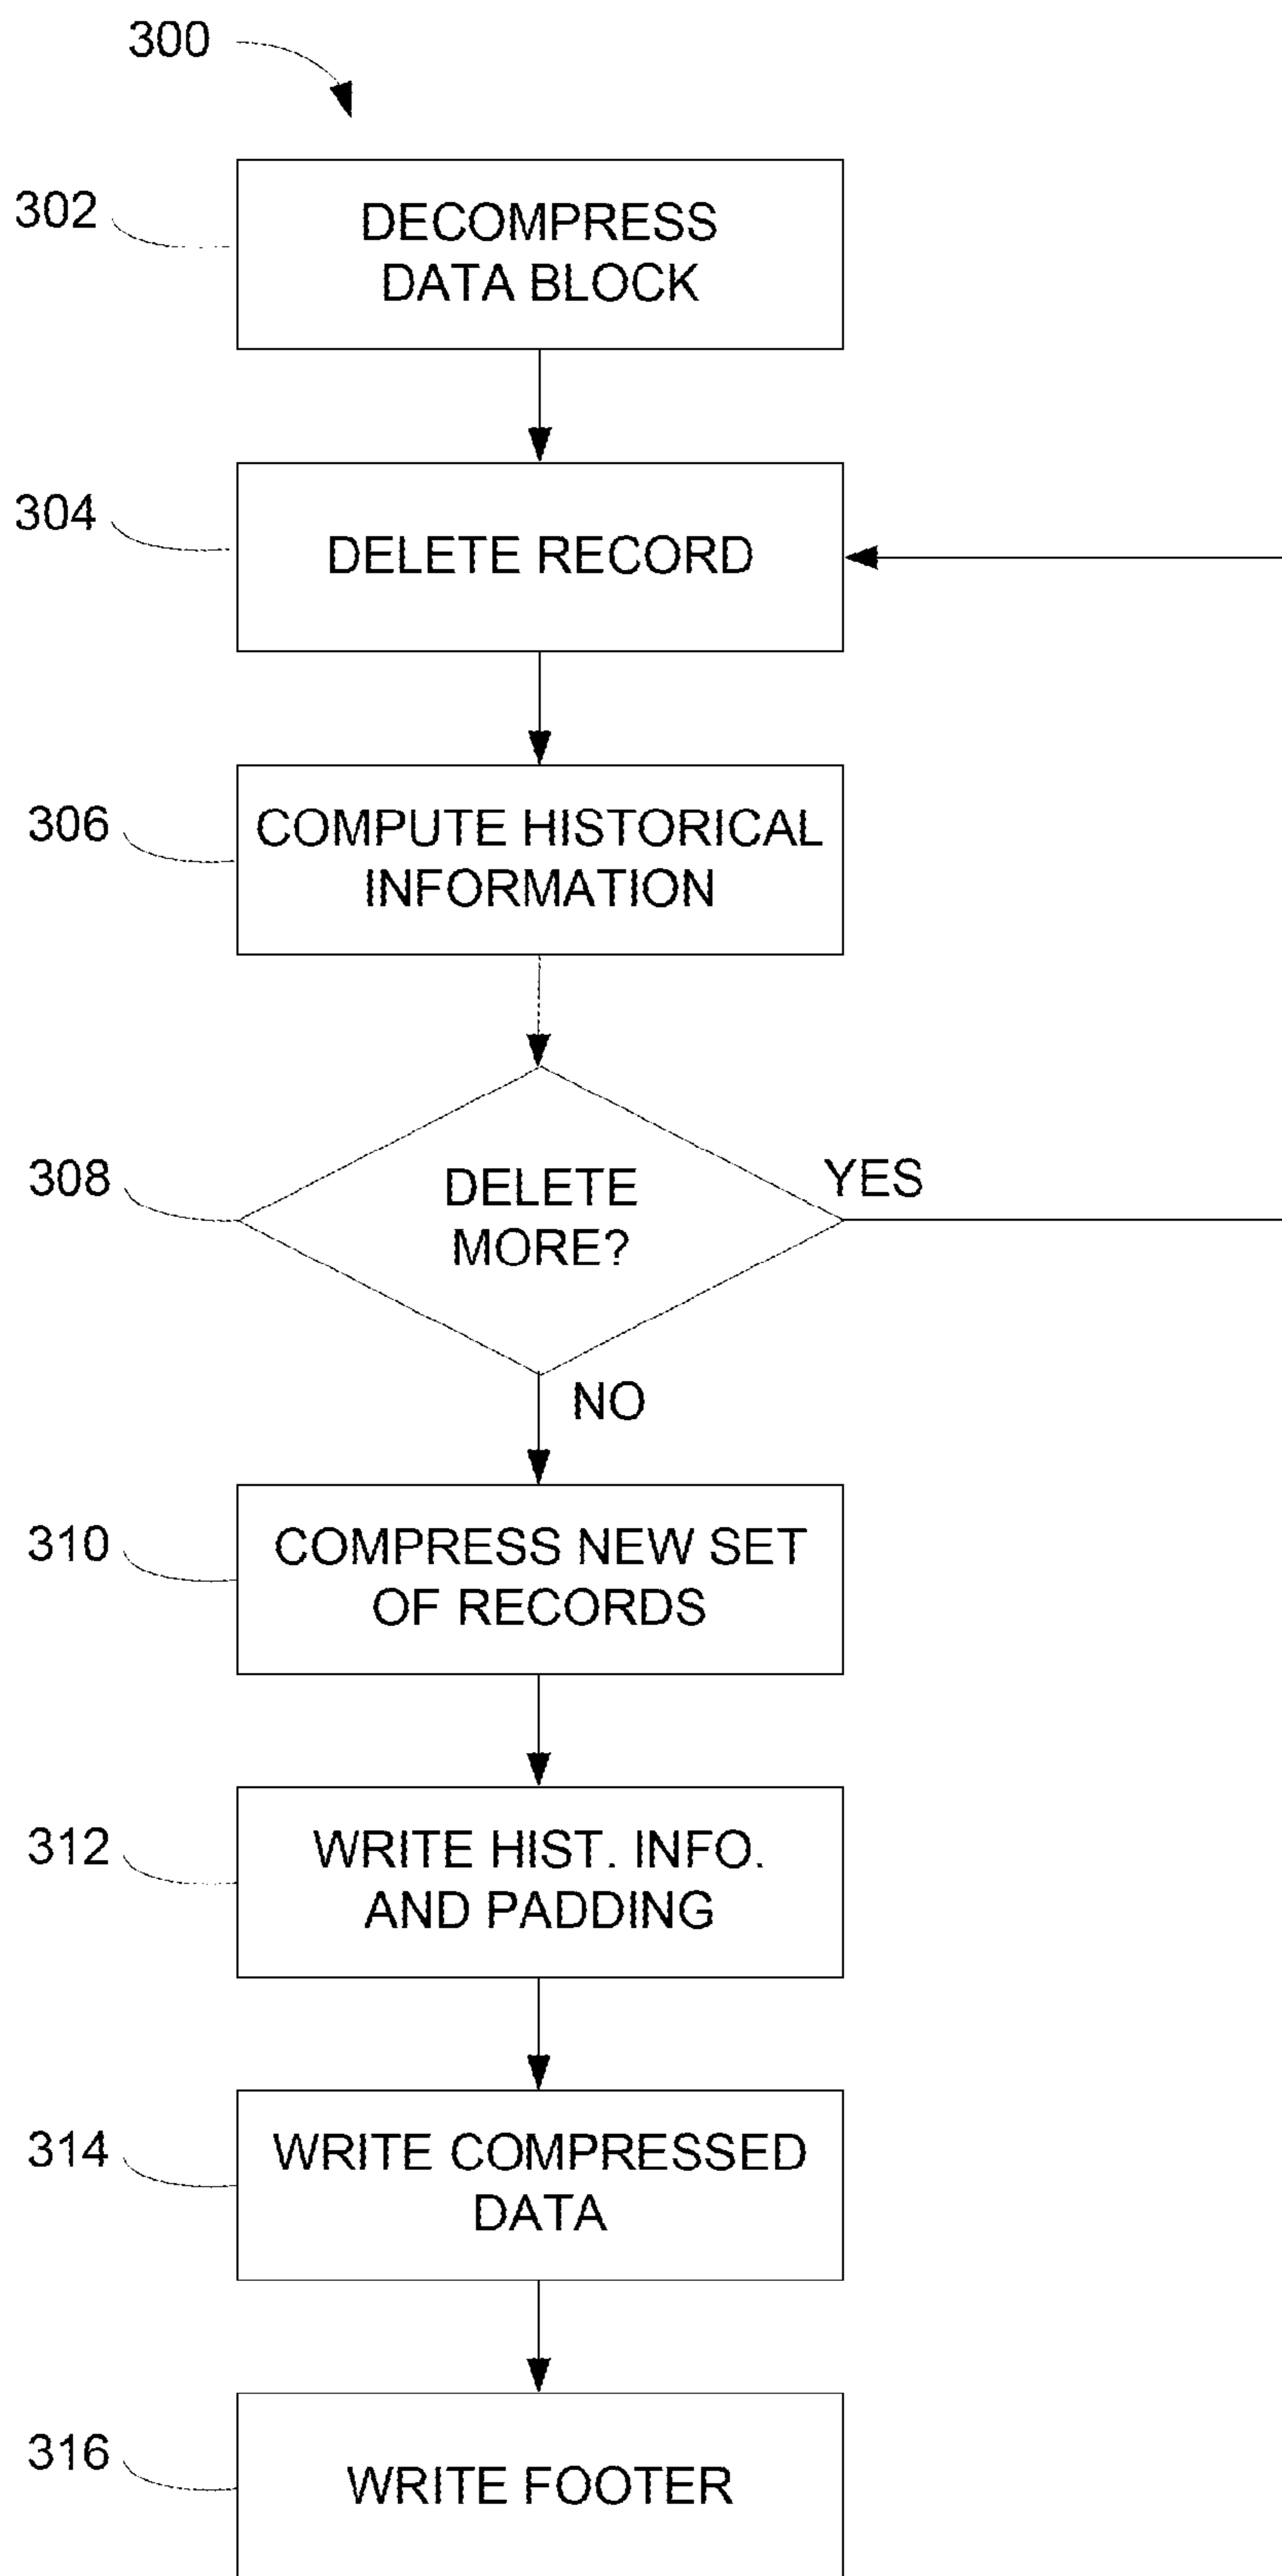 300
302
DECOMPRESS
DATA BLOCK
304
DELETE RECORD
306
COMPUTE HISTORICAL
INFORMATION
308
DELETE
MORE?
YES
NO
310
COMPRESS NEW SET
OF RECORDS
312
WRITE HIST. INFO.
AND PADDING
314
WRITE COMPRESSED
DATA
316
WRITE FOOTER